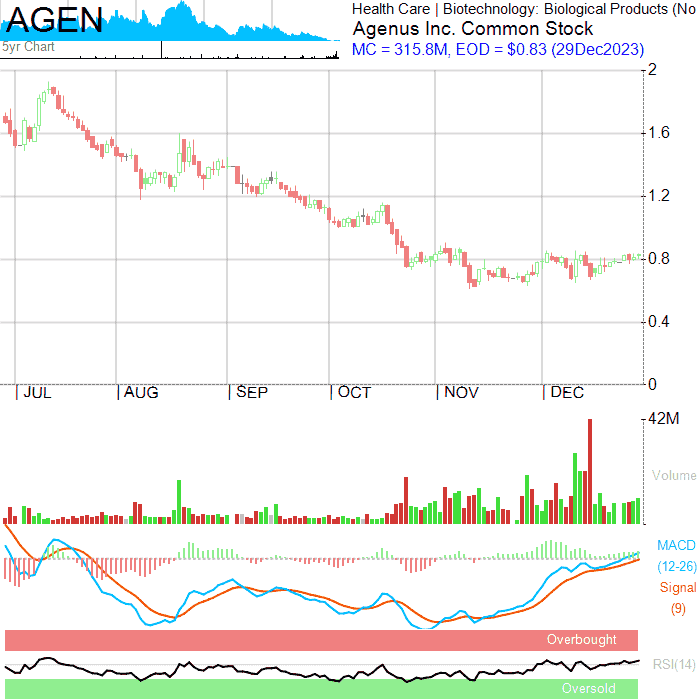 AGEN
5yr Chart
Health Care | Biotechnology: Biological Products (No
Agenus Inc. Common Stock
MC = 315.8M, EOD = $0.83 (29Dec2023)
2
1.6
1.2
0.8
0.4
0
| JUL | AUG | SEP | OCT | NOV | DEC
42M
Volume
MACD
(12-26)
Signal
(9)
Overbought
RSI(14)
Oversold